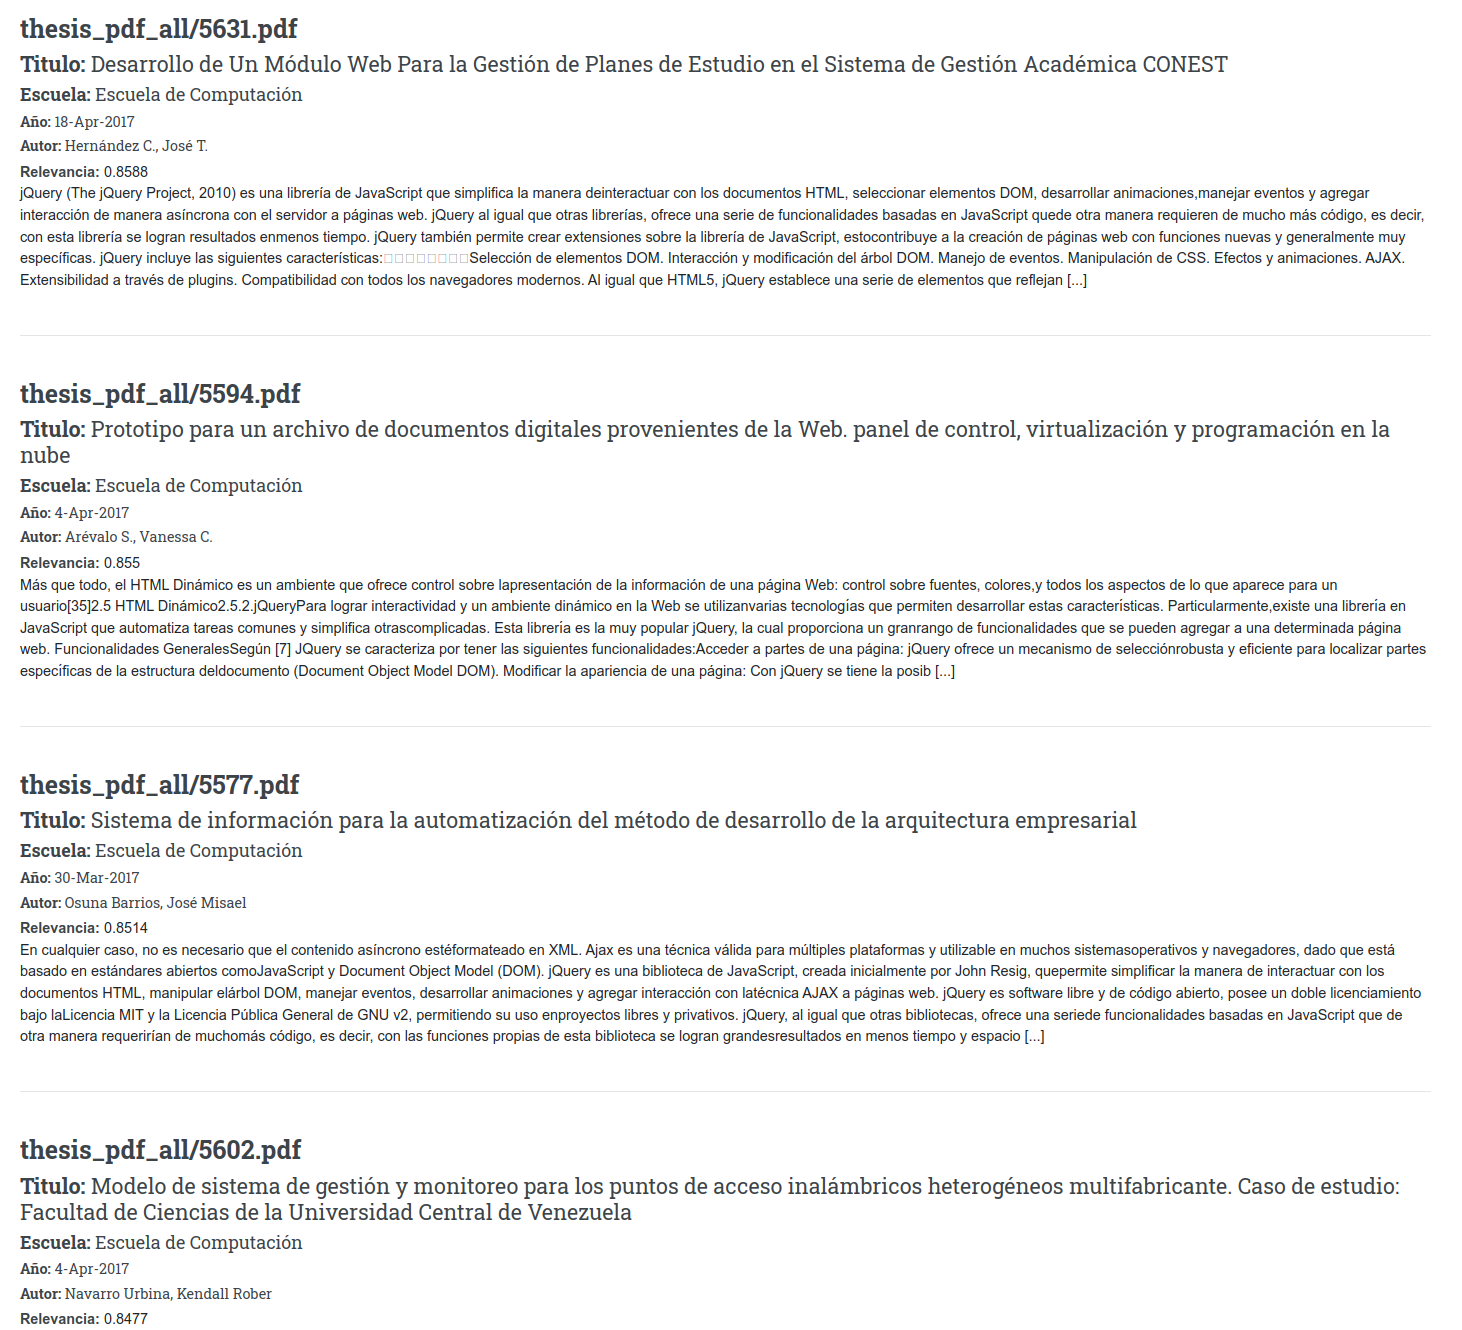 thesis_pdf_all/5631.pdf
Titulo: Desarrollo de Un Módulo Web Para la Gestión de Planes de Estudio en el Sistema de Gestión Académica CONEST
Escuela: Escuela de Computación
Año: 18-Apr-2017
Autor: Hernández C., José T.
Relevancia: 0.8588
jQuery (The jQuery Project, 2010) es una librería de JavaScript que simplifica la manera deinteractuar con los documentos HTML, seleccionar elementos DOM, desarrollar animaciones,manejar eventos y agregar
interacción de manera asíncrona con el servidor a páginas web. jQuery al igual que otras librerías, ofrece una serie de funcionalidades basadas en JavaScript quede otra manera requieren de mucho más código, es decir,
con esta librería se logran resultados enmenos tiempo. jQuery también permite crear extensiones sobre la librería de JavaScript, estocontribuye a la creación de páginas web con funciones nuevas y generalmente muy
específicas. jQuery incluye las siguientes características:Selección de elementos DOM. Interacción y modificación del árbol DOM. Manejo de eventos. Manipulación de CSS. Efectos y animaciones. AJAX.
Extensibilidad a través de plugins. Compatibilidad con todos los navegadores modernos. Al igual que HTML5, jQuery establece una serie de elementos que reflejan [...]
thesis_pdf_all/5594.pdf
Titulo: Prototipo para un archivo de documentos digitales provenientes de la Web. panel de control, virtualización y programación en la
nube
Escuela: Escuela de Computación
Año: 4-Apr-2017
Autor: Arévalo S., Vanessa C.
Relevancia: 0.855
Más que todo, el HTML Dinámico es un ambiente que ofrece control sobre lapresentación de la información de una página Web: control sobre fuentes, colores,y todos los aspectos de lo que aparece para un
usuario[35]2.5 HTML Dinámico2.5.2.jQueryPara lograr interactividad y un ambiente dinámico en la Web se utilizanvarias tecnologías que permiten desarrollar estas características. Particularmente,existe una librería en
JavaScript que automatiza tareas comunes y simplifica otrascomplicadas. Esta librería es la muy popular jQuery, la cual proporciona un granrango de funcionalidades que se pueden agregar a una determinada página
web. Funcionalidades GeneralesSegún [7] JQuery se caracteriza por tener las siguientes funcionalidades:Acceder a partes de una página: jQuery ofrece un mecanismo de selecciónrobusta y eficiente para localizar partes
específicas de la estructura deldocumento (Document Object Model DOM). Modificar la apariencia de una página: Con jQuery se tiene la posib [...]
thesis_pdf_all/5577.pdf
Titulo: Sistema de información para la automatización del método de desarrollo de la arquitectura empresarial
Escuela: Escuela de Computación
Año: 30-Mar-2017
Autor: Osuna Barrios, José Misael
Relevancia: 0.8514
En cualquier caso, no es necesario que el contenido asíncrono estéformateado en XML. Ajax es una técnica válida para múltiples plataformas y utilizable en muchos sistemasoperativos y navegadores, dado que está
basado en estándares abiertos comoJavaScript y Document Object Model (DOM). jQuery es una biblioteca de JavaScript, creada inicialmente por John Resig, quepermite simplificar la manera de interactuar con los
documentos HTML, manipular elárbol DOM, manejar eventos, desarrollar animaciones y agregar interacción con latécnica AJAX a páginas web. jQuery es software libre y de código abierto, posee un doble licenciamiento
bajo laLicencia MIT y la Licencia Pública General de GNU v2, permitiendo su uso enproyectos libres y privativos. jQuery, al igual que otras bibliotecas, ofrece una seriede funcionalidades basadas en JavaScript que de
otra manera requerirían de muchomás código, es decir, con las funciones propias de esta biblioteca se logran grandesresultados en menos tiempo y espacio [...]
thesis_pdf_all/5602.pdf
Titulo: Modelo de sistema de gestión y monitoreo para los puntos de acceso inalámbricos heterogéneos multifabricante. Caso de estudio:
Facultad de Ciencias de la Universidad Central de Venezuela
Escuela: Escuela de Computación
Año: 4-Apr-2017
Autor: Navarro Urbina, Kendall Rober
Relevancia: 0.8477